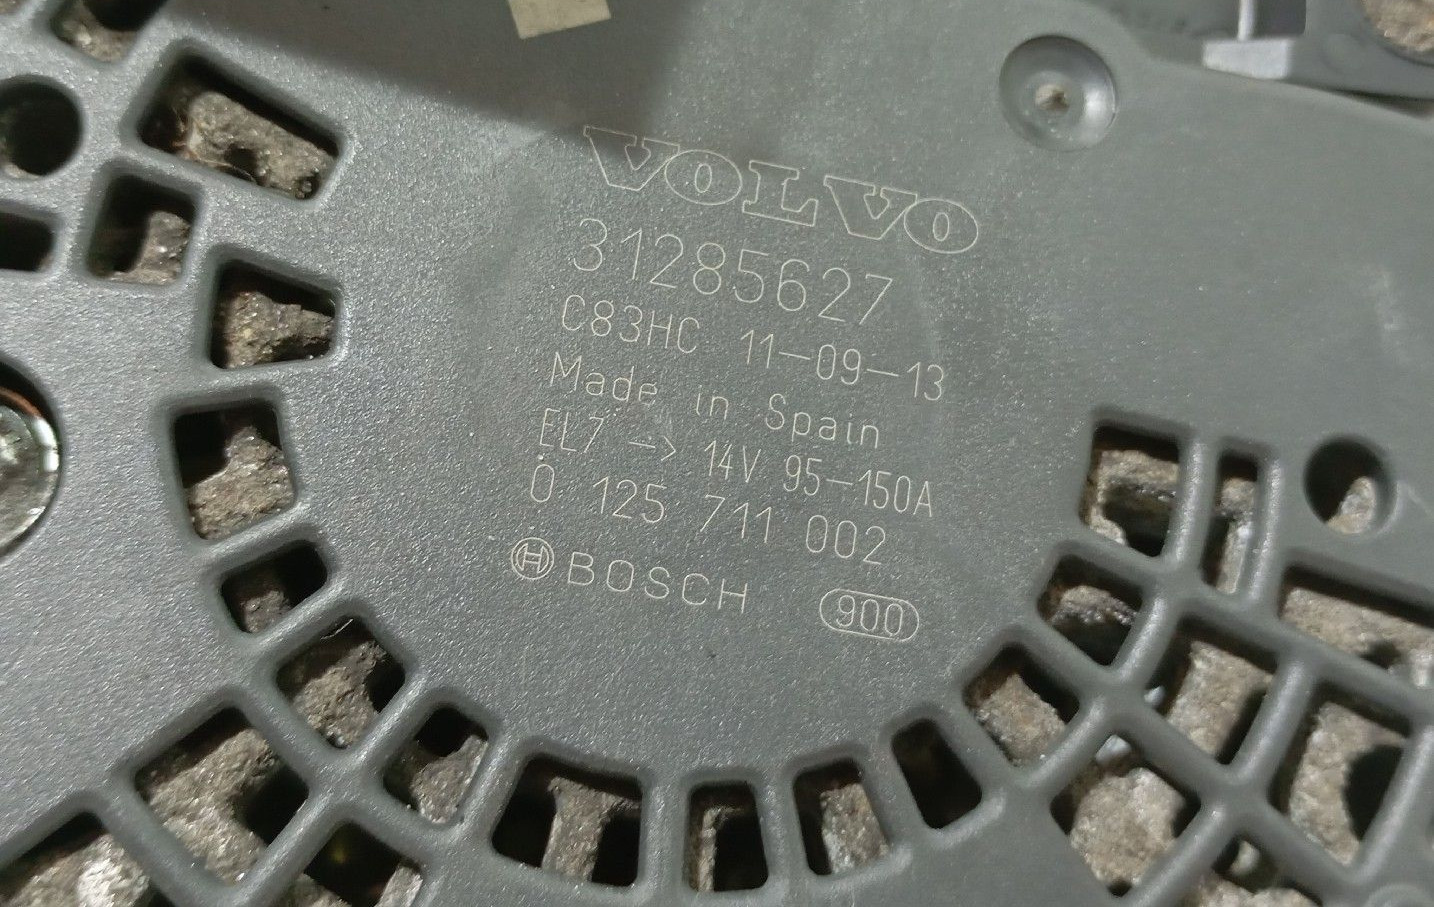 VOLVO
31285627
C83HC 11-09-13
Made in Spain
EL7 -> 14V 95-150A
0 125 711 002
BOSCH 900